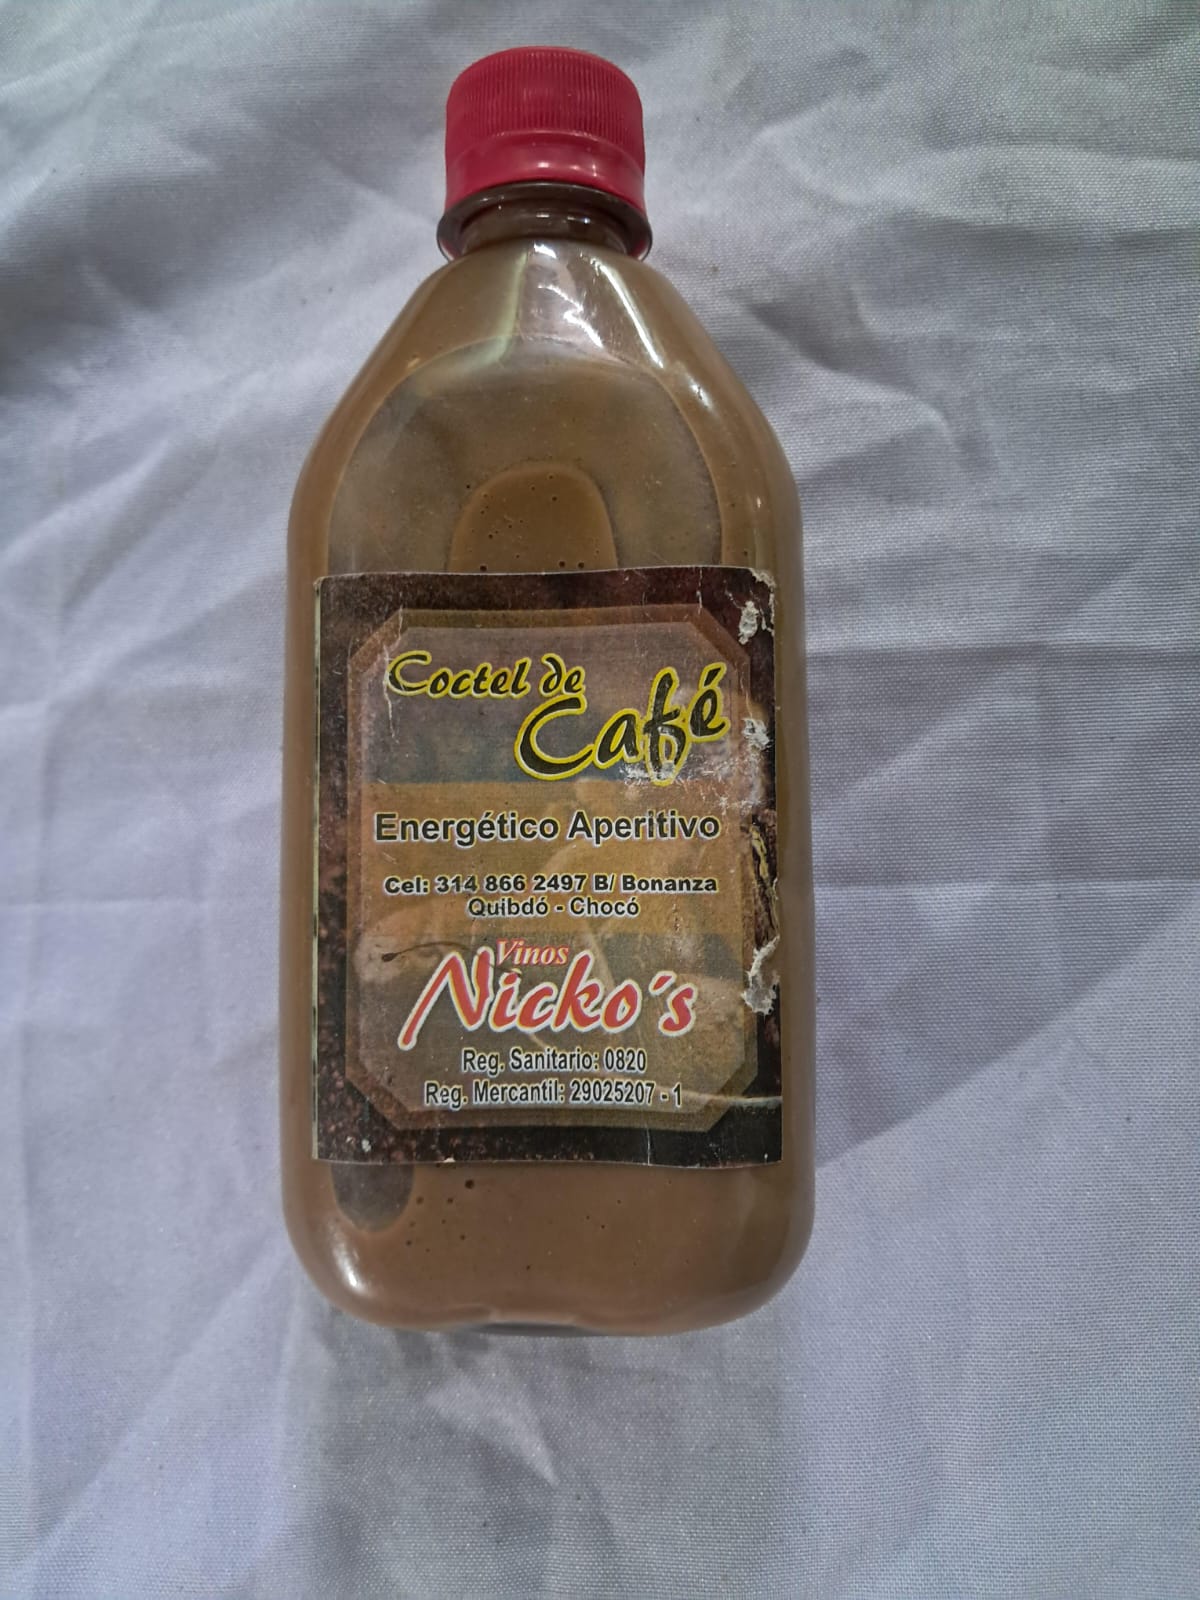 Coctel de
Café
Energético Aperitivo
Cel: 314 866 2497 B/ Bonanza
Quibdó - Chocó
Vinos
Nicko´s
Reg. Sanitario: 0820
Reg. Mercantil: 29025207 - 1